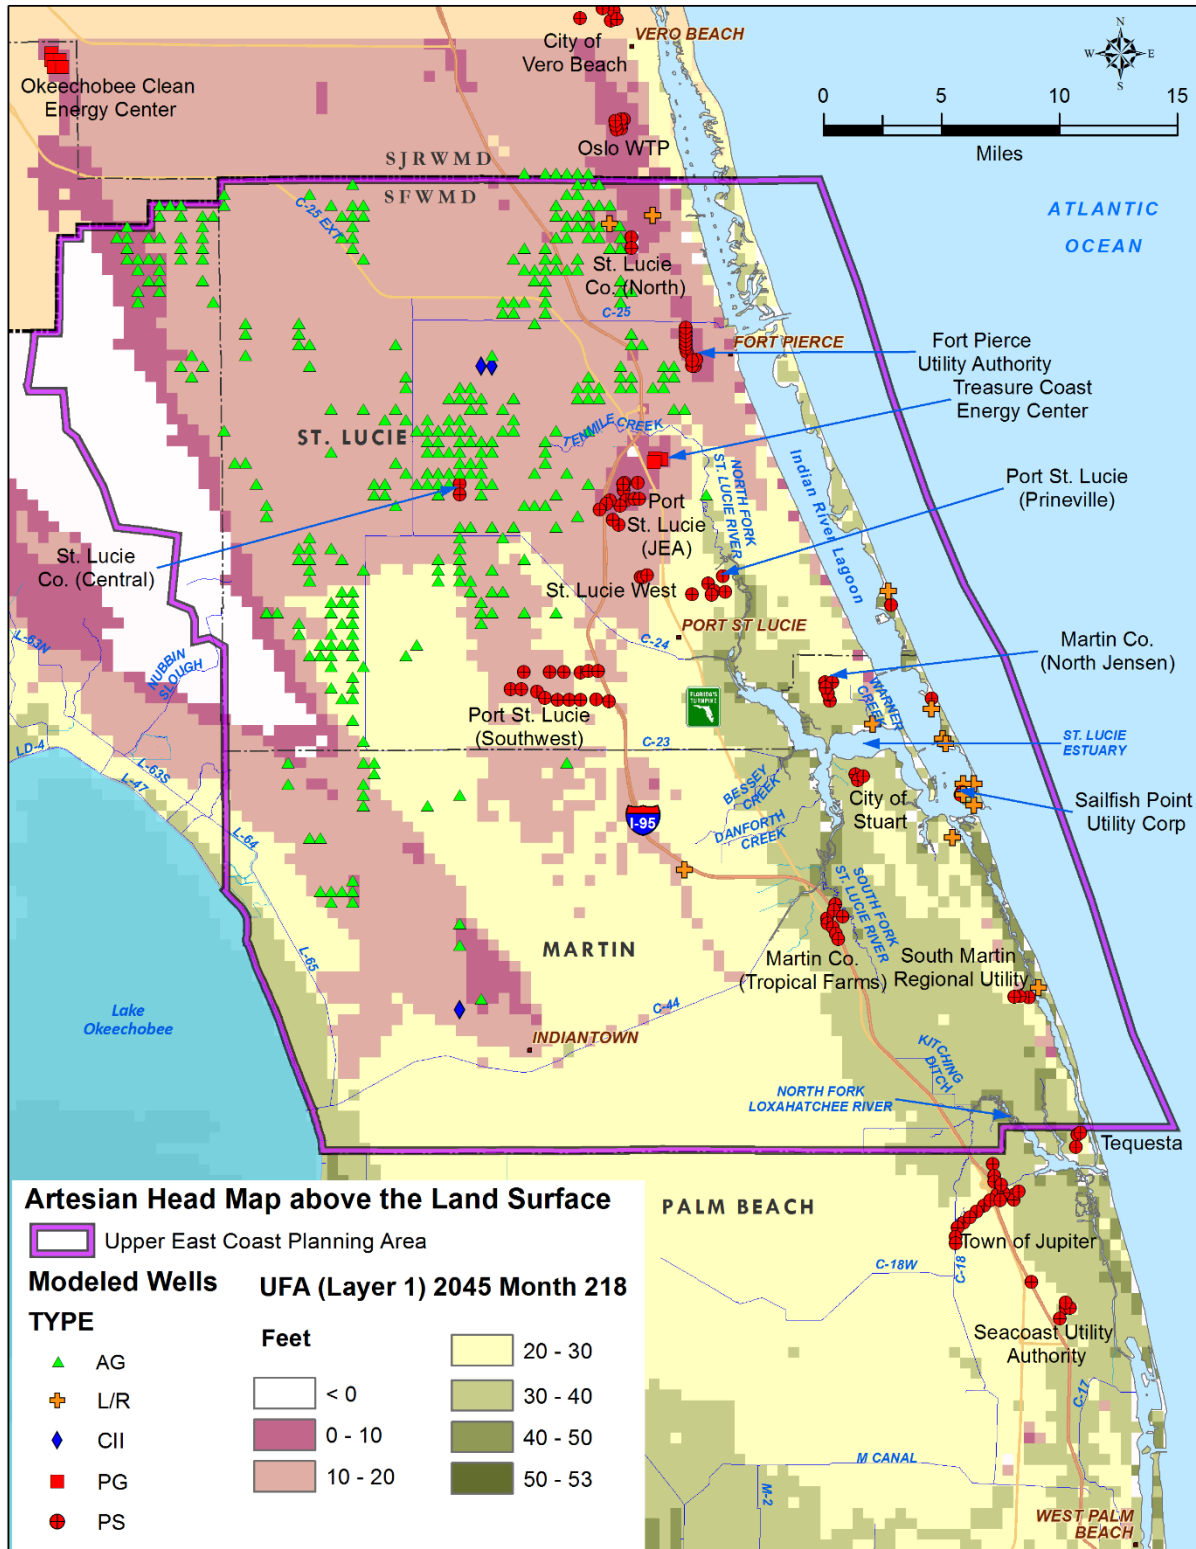 VERO BEACH
City of
Vero Beach
N
W
E
S
Okeechobee Clean
Energy Center
0
5
10
15
Miles
Oslo WTP
SJRWMD
SFWMD
C-25 EXT
ATLANTIC
OCEAN
St. Lucie
Co. (North)
C-25
FORT PIERCE
Fort Pierce
Utility Authority
Treasure Coast
Energy Center
ST. LUCIE
TENMILE CREEK
NORTH FORK
ST. LUCIE RIVER
Indian River Lagoon
Port St. Lucie
(Prineville)
Port
St. Lucie
(JEA)
St. Lucie
Co. (Central)
St. Lucie West
PORT ST LUCIE
C-24
L-63N
NUBBIN
SLOUGH
Martin Co.
(North Jensen)
WARNER
CREEK
FLORIDA'S
TURNPIKE
Port St. Lucie
(Southwest)
C-23
ST. LUCIE
ESTUARY
LD-4
L-63S
L-47
BESSEY
CREEK
City of
Stuart
Sailfish Point
Utility Corp
I-95
DANFORTH
CREEK
L-64
SOUTH FORK
ST. LUCIE RIVER
MARTIN
Martin Co.
(Tropical Farms)
South Martin
Regional Utility
L-65
Lake
Okeechobee
C-44
INDIANTOWN
KITCHING
DITCH
NORTH FORK
LOXAHATCHEE RIVER
Tequesta
PALM BEACH
Town of Jupiter
C-18W
C-18
Seacoast Utility
Authority
C-17
M CANAL
M-2
WEST PALM
BEACH
Artesian Head Map above the Land Surface
Upper East Coast Planning Area
Modeled Wells
UFA (Layer 1) 2045 Month 218
TYPE
AG
L/R
CII
PG
PS
Feet
< 0
0 - 10
10 - 20
20 - 30
30 - 40
40 - 50
50 - 53